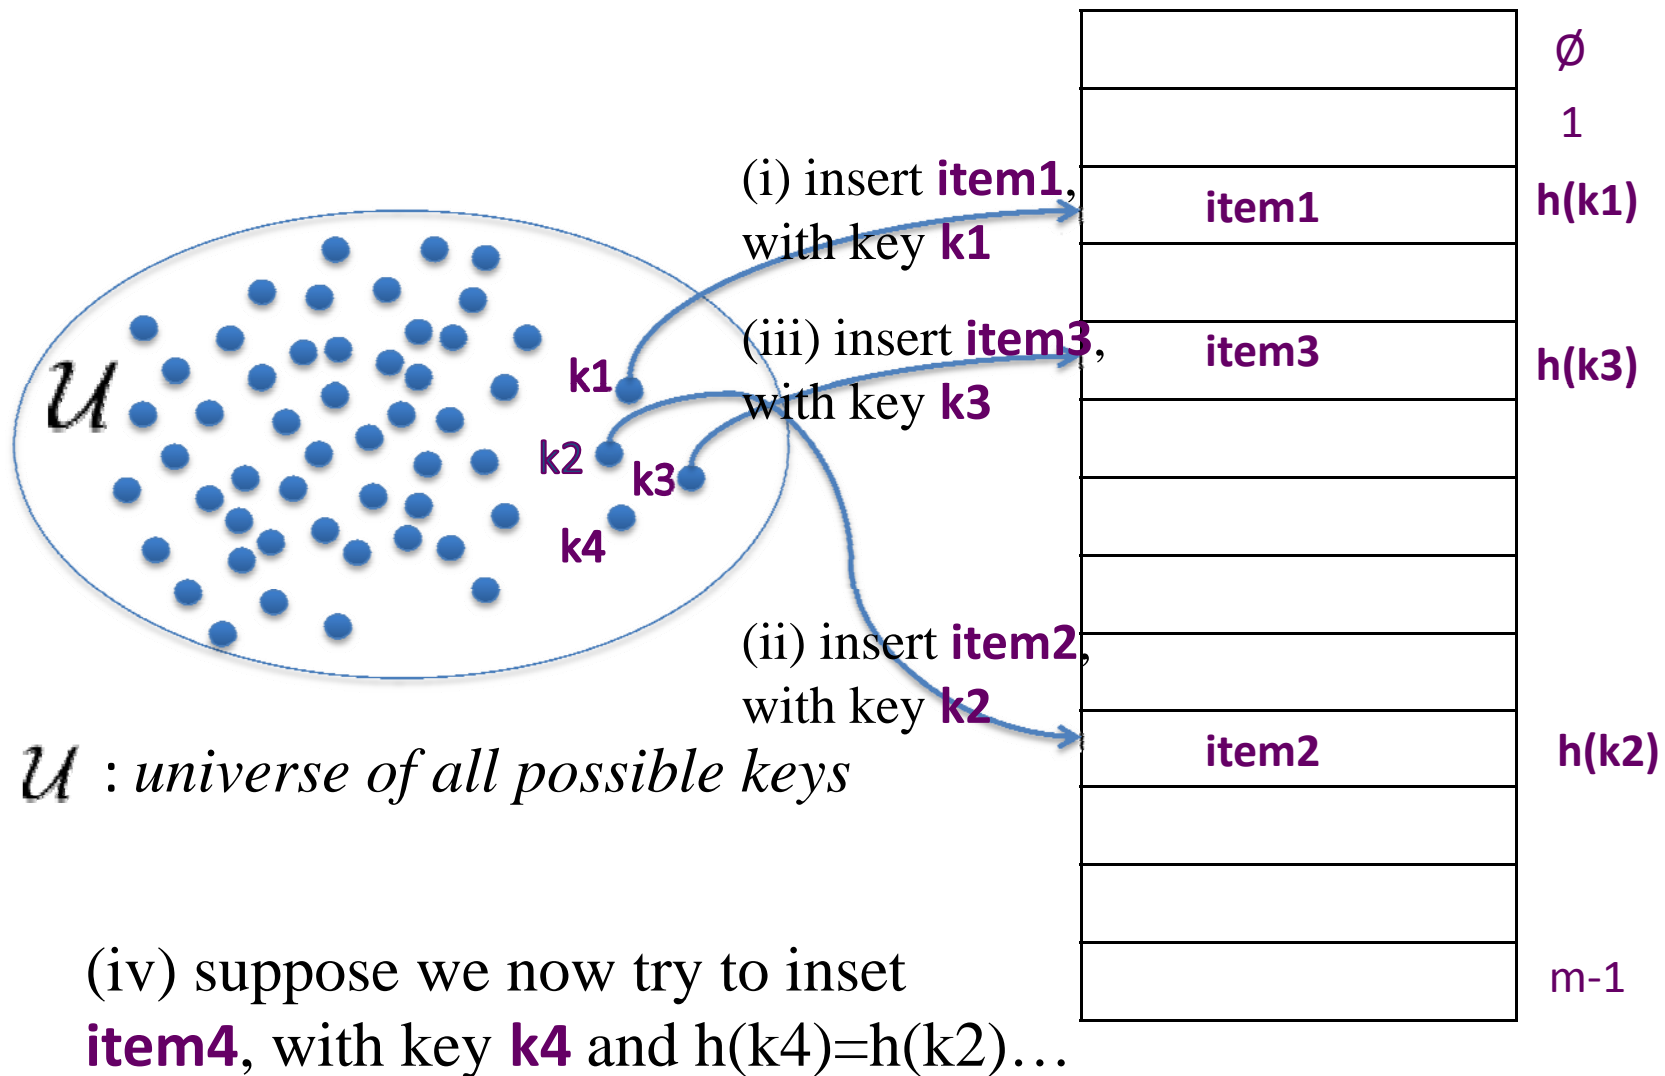 Ø
1
(i) insert item1,
with key k1
item1
h(k1)
(iii) insert item3,
with key k3
item3
h(k3)
k1
k2
k3
k4
U
(ii) insert item2,
with key k2
item2
h(k2)
U : universe of all possible keys
m-1
(iv) suppose we now try to inset
item4, with key k4 and h(k4)=h(k2)…